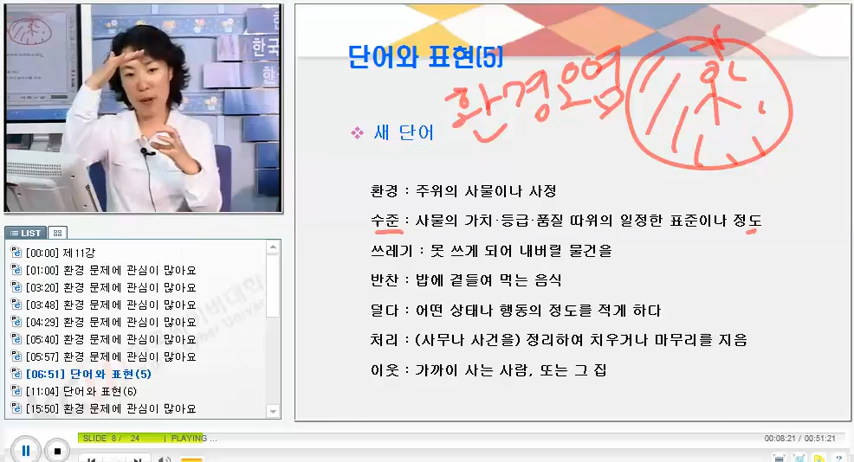 단어와 표현(5)
환경오염
새 단어
환경 : 주위의 사물이나 사정
수준 : 사물의 가치·등급·품질 따위의 일정한 표준이나 정도
쓰레기 : 못 쓰게 되어 내버릴 물건을
반찬 : 밥에 곁들여 먹는 음식
덜다 : 어떤 상태나 행동의 정도를 적게 하다
처리 : (사무나 사건을) 정리하여 치우거나 마무리를 지음
이웃 : 가까이 사는 사람, 또는 그 집
LIST
[00:00] 제11강
[01:00] 환경 문제에 관심이 많아요
[03:20] 환경 문제에 관심이 많아요
[03:48] 환경 문제에 관심이 많아요
[04:29] 환경 문제에 관심이 많아요
[05:40] 환경 문제에 관심이 많아요
[05:57] 환경 문제에 관심이 많아요
[06:51] 단어와 표현(5)
[11:04] 단어와 표현(6)
[15:50] 환경 문제에 관심이 많아요
SLIDE 8 / 24 | PLAYING ...
00:08:21 / 00:51:21